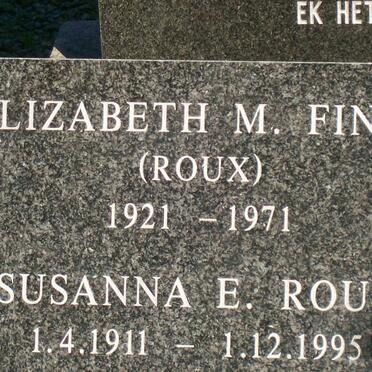 EK HET
LIZABETH M. FIN
(ROUX)
1921 – 1971
SUSANNA E. ROU
1.4.1911 – 1.12.1995